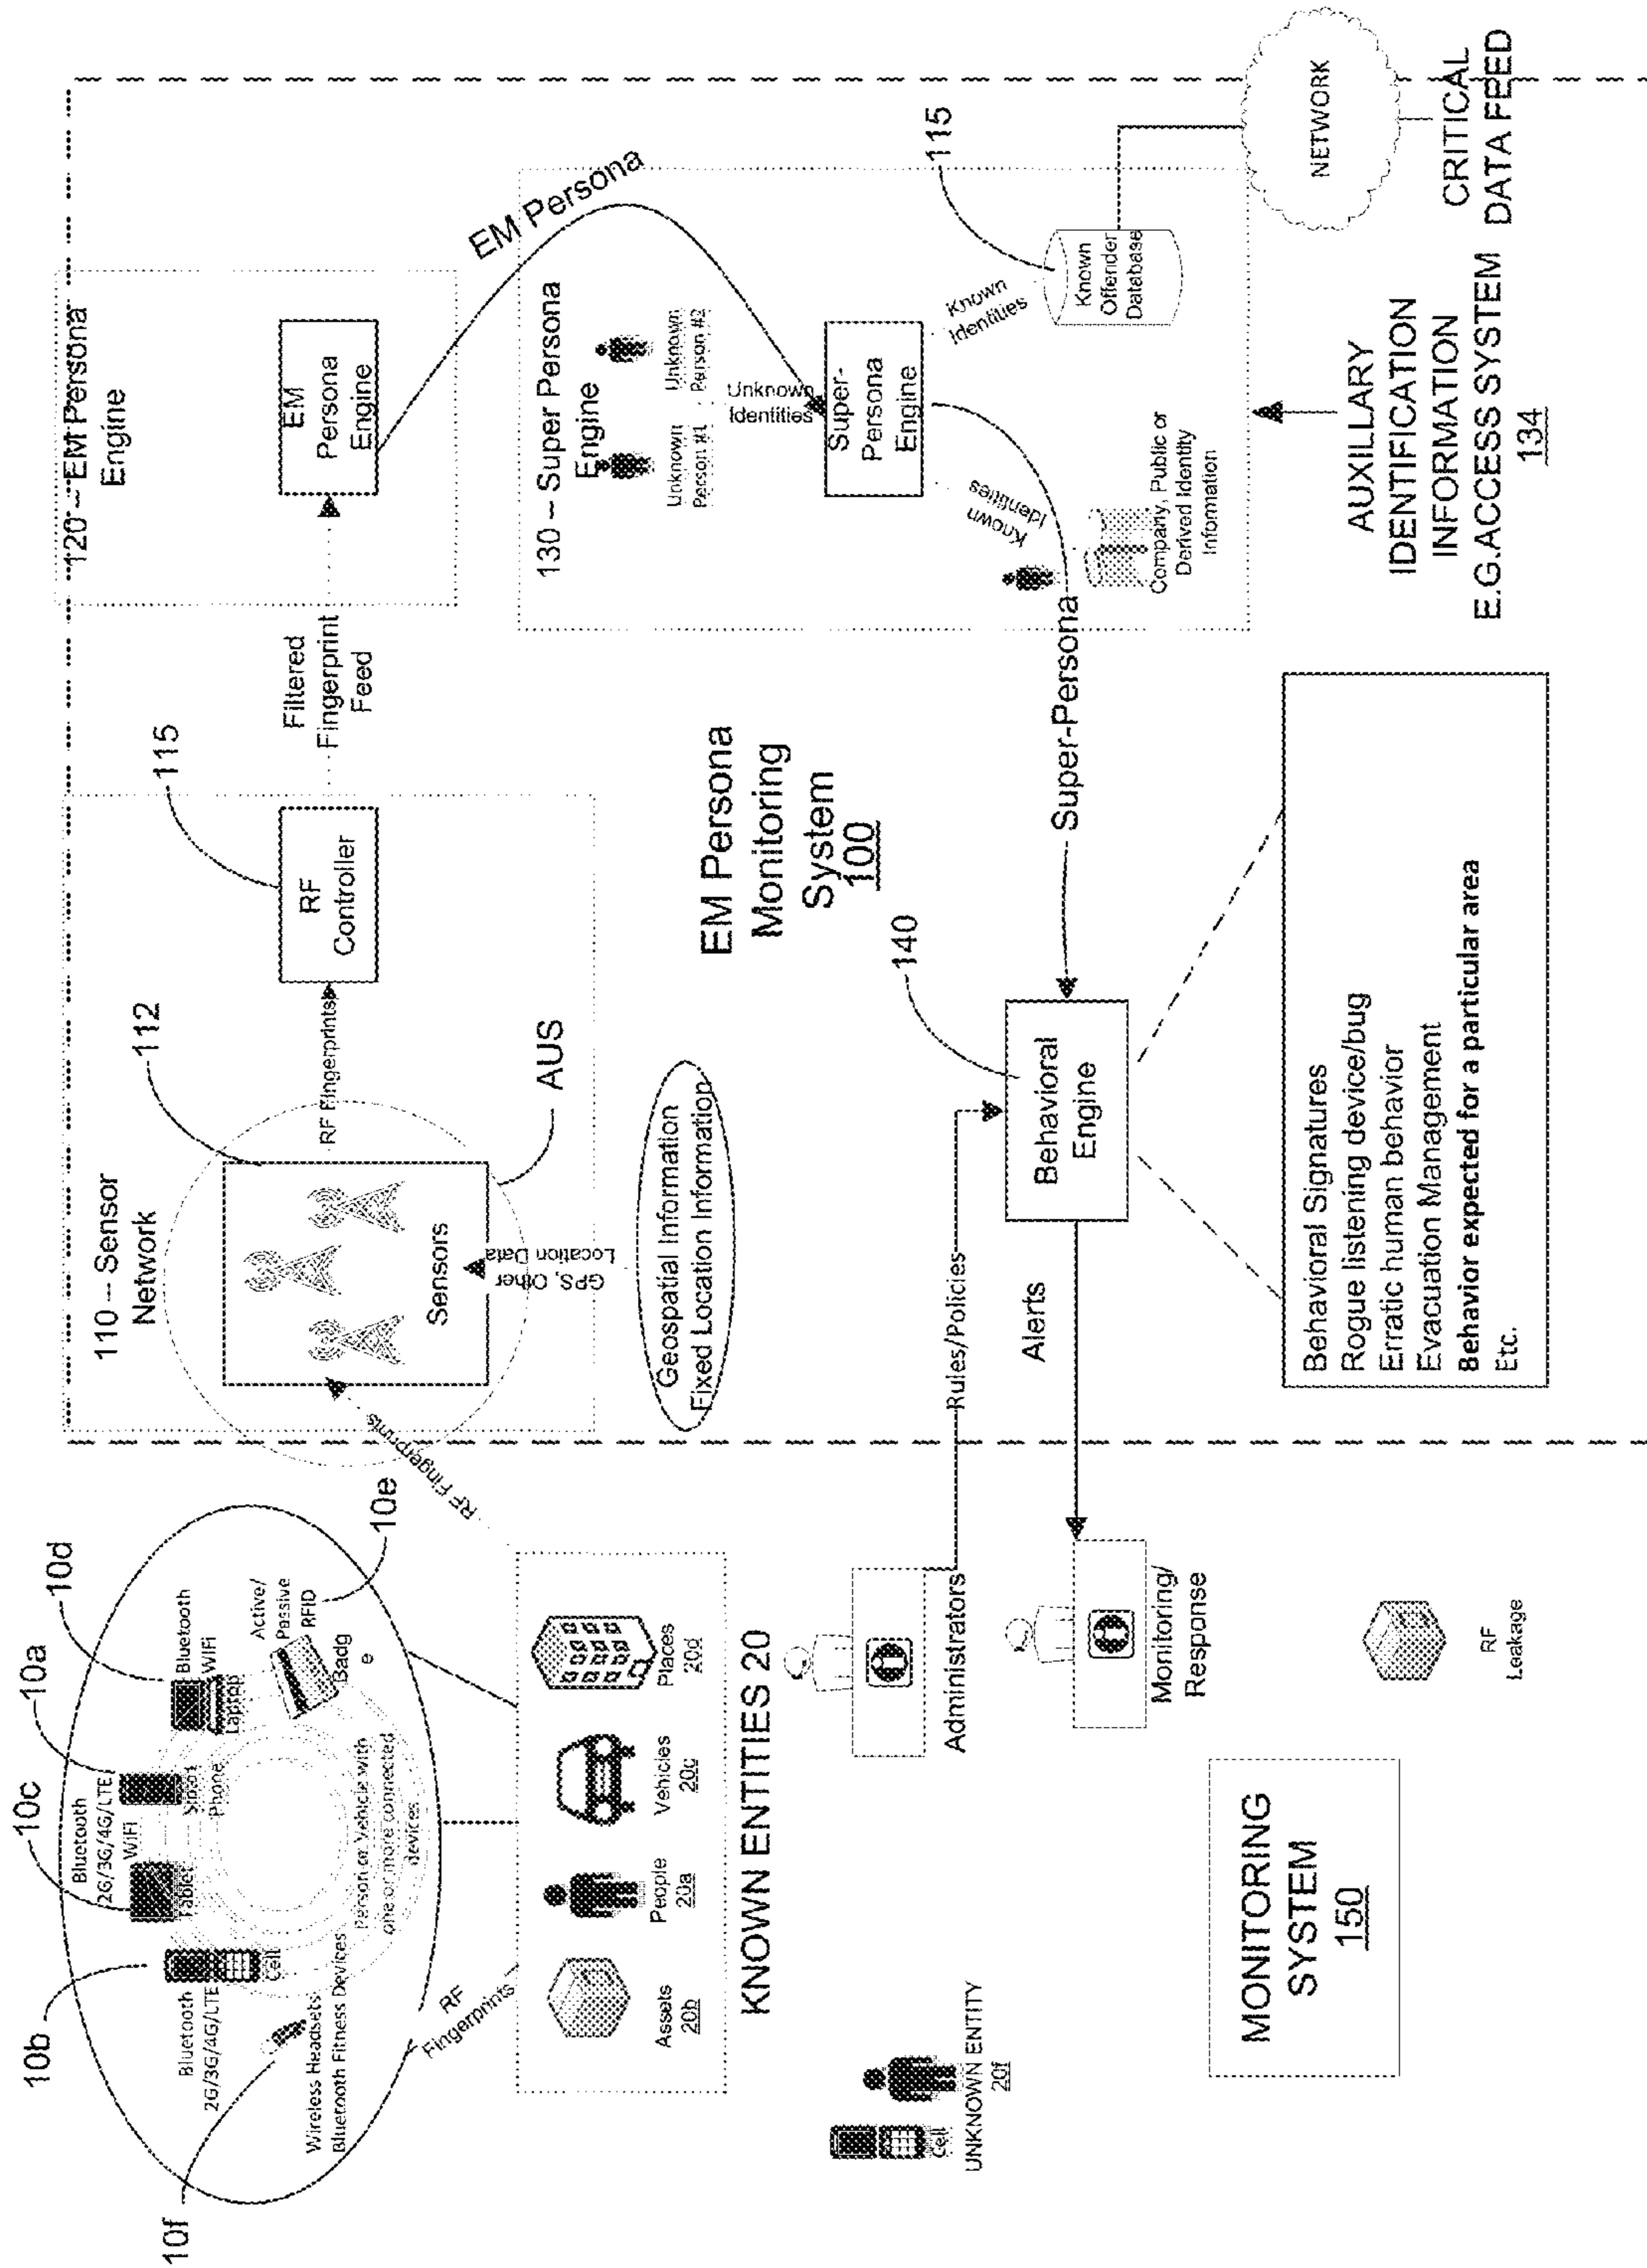 10f
10b
10c
10a
10d
10e
Wireless Headsets
Bluetooth Fitness Devices
Bluetooth
2G/3G/4G/LTE
Cell
Bluetooth
2G/3G/4G/LTE
WiFi
Tablet
Smart
Phone
Bluetooth
WiFi
Laptop
Active/
Passive
RFID
Badg
e
Person or Vehicle with
one or more connected
devices
RF
Fingerprints
RF Fingerprints
Assets
20b
People
20a
Vehicles
20c
Places
20d
KNOWN ENTITIES 20
Cell
UNKNOWN ENTITY
20f
Administrators
Monitoring/
Response
MONITORING
SYSTEM
150
RF
Leakage
110 -- Sensor
Network
112
Sensors
GPS, Other
Location Data
AUS
RF Fingerprints
115
RF
Controller
Geospatial Information
Fixed Location Information
Filtered
Fingerprint
Feed
120 -- EM Persona
Engine
EM
Persona
Engine
EM Persona
EM Persona
Monitoring
System
100
130 -- Super Persona
Engine
Unknown
Person #1
Unknown
Person #2
Unknown
Identities
Super-
Persona
Engine
Known
Identities
Known
Identities
Company, Public or
Derived Identity
Information
115
Known
Offender
Database
NETWORK
CRITICAL
DATA FEED
AUXILLARY
IDENTIFICATION
INFORMATION
E.G.ACCESS SYSTEM
134
Super-Persona
140
Behavioral
Engine
Rules/Policies
Alerts
Behavioral Signatures
Rogue listening device/bug
Erratic human behavior
Evacuation Management
Behavior expected for a particular area
Etc.